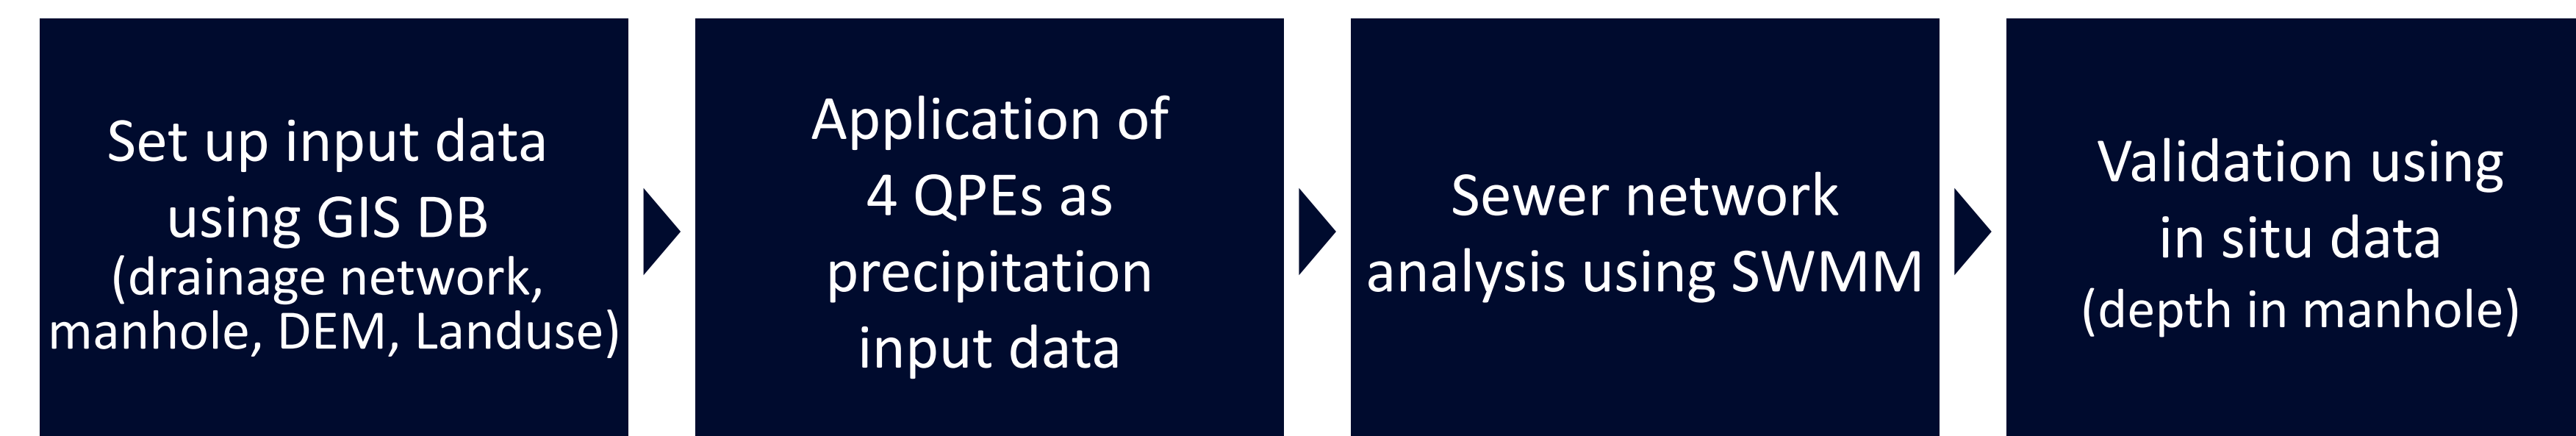 Set up input data
using GIS DB
(drainage network,
manhole, DEM, Landuse)
Application of
4 QPEs as
precipitation
input data
Sewer network
analysis using SWMM
Validation using
in situ data
(depth in manhole)